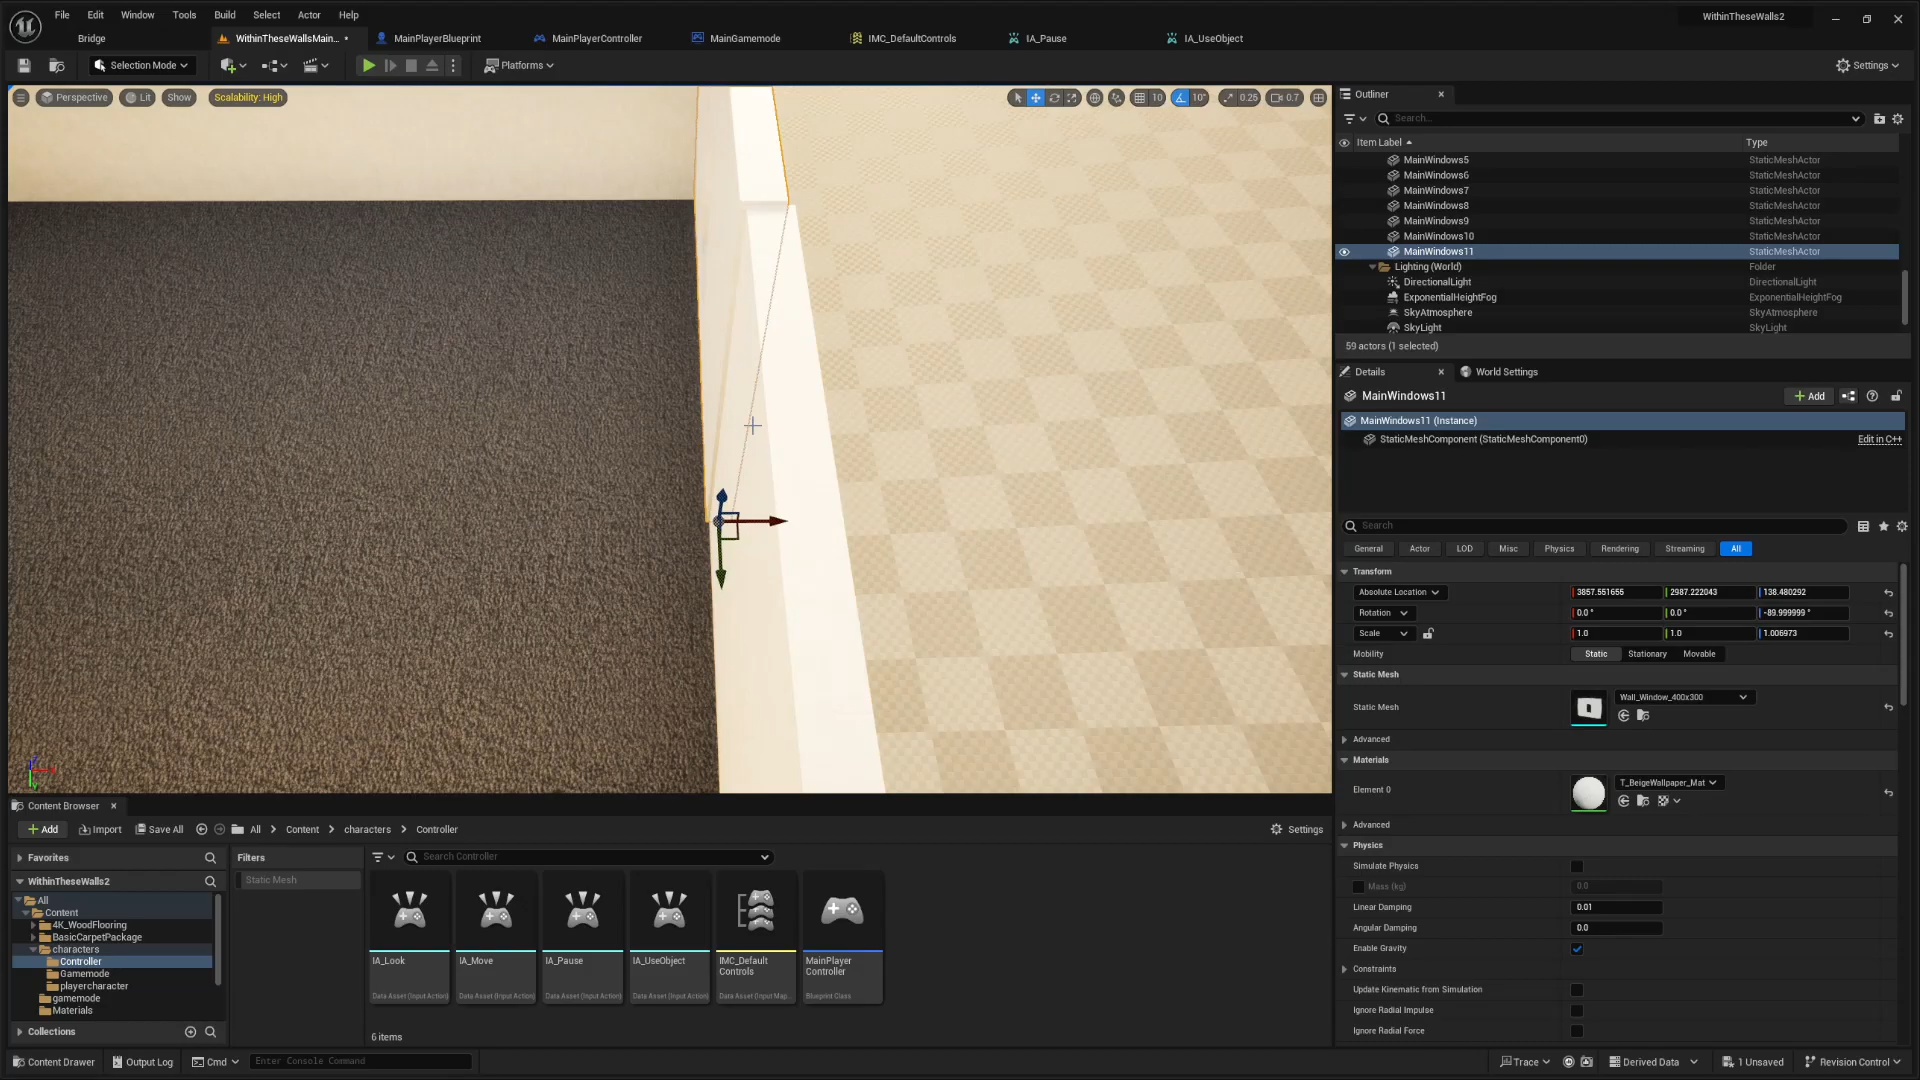 File Edit Window Tools Build Select Actor Help
WithinTheseWalls2
Bridge
WithinTheseWallsMain... •
MainPlayerBlueprint
MainPlayerController
MainGamemode
IMC_DefaultControls
IA_Pause
IA_UseObject
Selection Mode
Platforms
Settings
Perspective
Lit
Show
Scalability: High
10
10°
0.25
0.7
Outliner
Search...
Item Label
Type
MainWindows5 StaticMeshActor
MainWindows6 StaticMeshActor
MainWindows7 StaticMeshActor
MainWindows8 StaticMeshActor
MainWindows9 StaticMeshActor
MainWindows10 StaticMeshActor
MainWindows11 StaticMeshActor
Lighting (World) Folder
DirectionalLight DirectionalLight
ExponentialHeightFog ExponentialHeightFog
SkyAtmosphere SkyAtmosphere
SkyLight SkyLight
59 actors (1 selected)
Details
World Settings
MainWindows11
Add
MainWindows11 (Instance)
StaticMeshComponent (StaticMeshComponent0)
Edit in C++
Search
General Actor LOD Misc Physics Rendering Streaming All
Transform
Absolute Location 3857.551655 2987.222043 138.480292
Rotation 0.0 ° 0.0 ° -89.999999 °
Scale 1.0 1.0 1.006973
Mobility Static Stationary Movable
Static Mesh
Static Mesh Wall_Window_400x300
Advanced
Materials
Element 0 T_BeigeWallpaper_Mat
Advanced
Physics
Simulate Physics
Mass (kg) 0.0
Linear Damping 0.01
Angular Damping 0.0
Enable Gravity
Constraints
Update Kinematic from Simulation
Ignore Radial Impulse
Ignore Radial Force
Content Browser
Add Import Save All All Content characters Controller
Settings
Favorites
WithinTheseWalls2
All
Content
4K_WoodFlooring
BasicCarpetPackage
characters
Controller
Gamemode
playercharacter
gamemode
Materials
Collections
Filters
Static Mesh
Search Controller
IA_Look
Data Asset (Input Action)
IA_Move
Data Asset (Input Action)
IA_Pause
Data Asset (Input Action)
IA_UseObject
Data Asset (Input Action)
IMC_Default
Controls
Data Asset (Input Map...
MainPlayer
Controller
Blueprint Class
6 items
Content Drawer
Output Log
Cmd
Enter Console Command
Trace
Derived Data
1 Unsaved
Revision Control